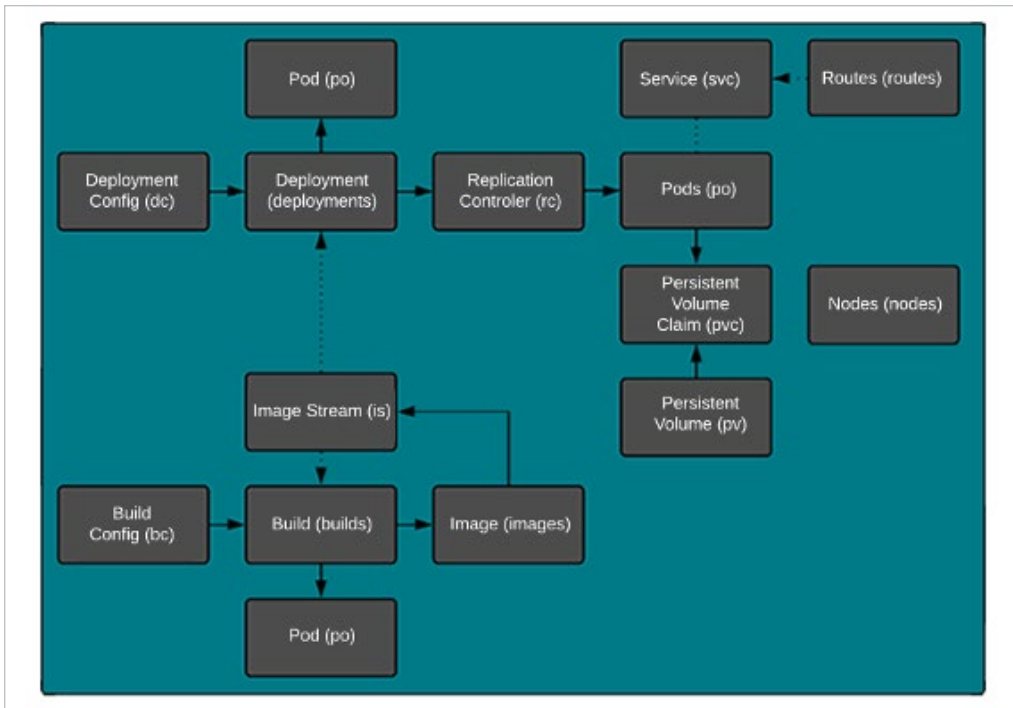 Pod (po)
Service (svc)
Routes (routes)
Deployment
Config (dc)
Deployment
(deployments)
Replication
Controler (rc)
Pods (po)
Persistent
Volume
Claim (pvc)
Nodes (nodes)
Image Stream (is)
Persistent
Volume (pv)
Build
Config (bc)
Build (builds)
Image (images)
Pod (po)